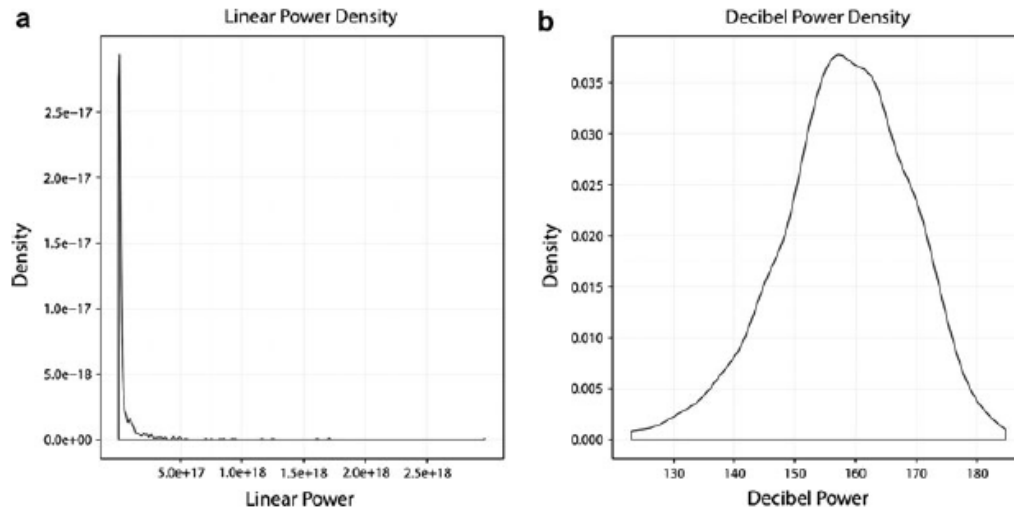 a
Linear Power Density
2.5e−17
2.0e−17
1.5e−17
1.0e−17
5.0e−18
0.0e+00
Density
5.0e+17 1.0e+18 1.5e+18 2.0e+18 2.5e+18
Linear Power
b
Decibel Power Density
0.035
0.030
0.025
0.020
0.015
0.010
0.005
0.000
Density
130 140 150 160 170 180
Decibel Power